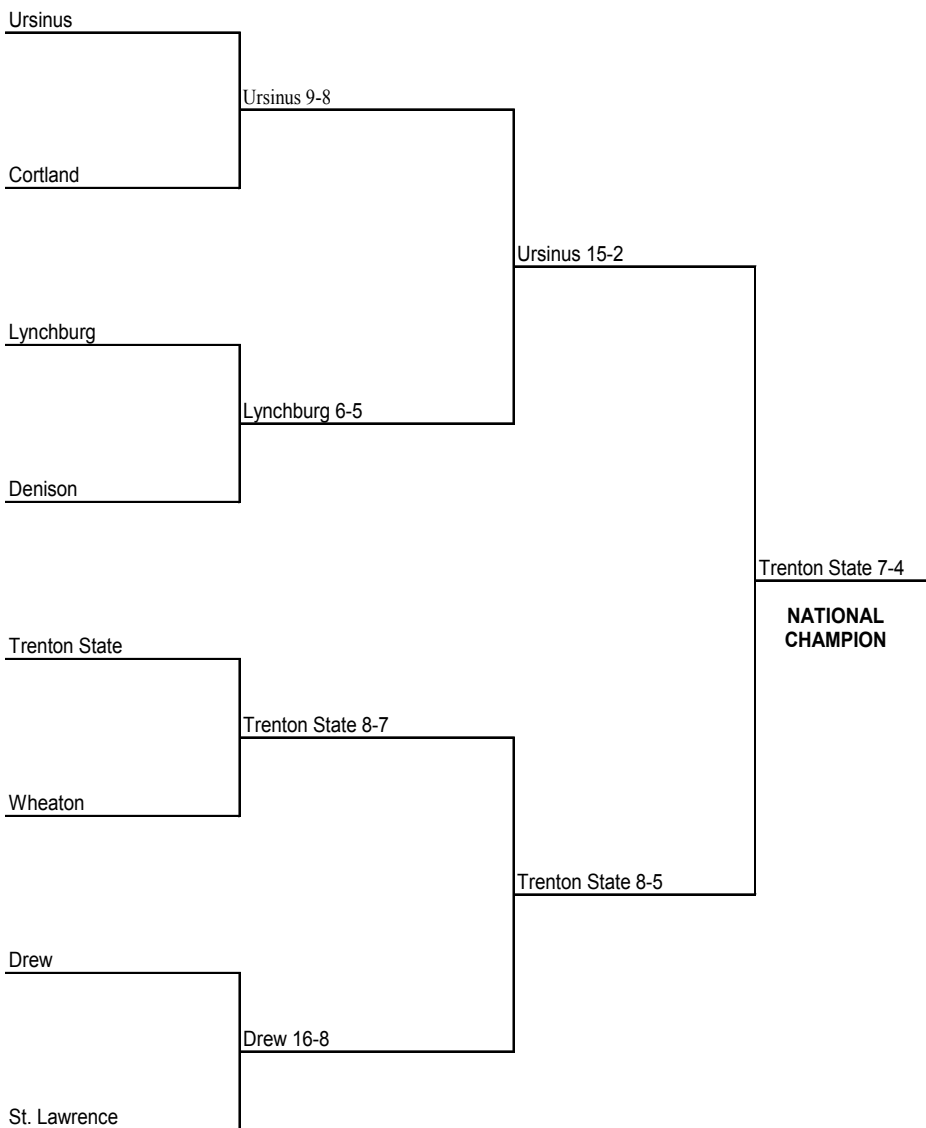 Ursinus
Ursinus 9-8
Cortland
Ursinus 15-2
Lynchburg
Lynchburg 6-5
Denison
Trenton State 7-4
NATIONAL
CHAMPION
Trenton State
Trenton State 8-7
Wheaton
Trenton State 8-5
Drew
Drew 16-8
St. Lawrence